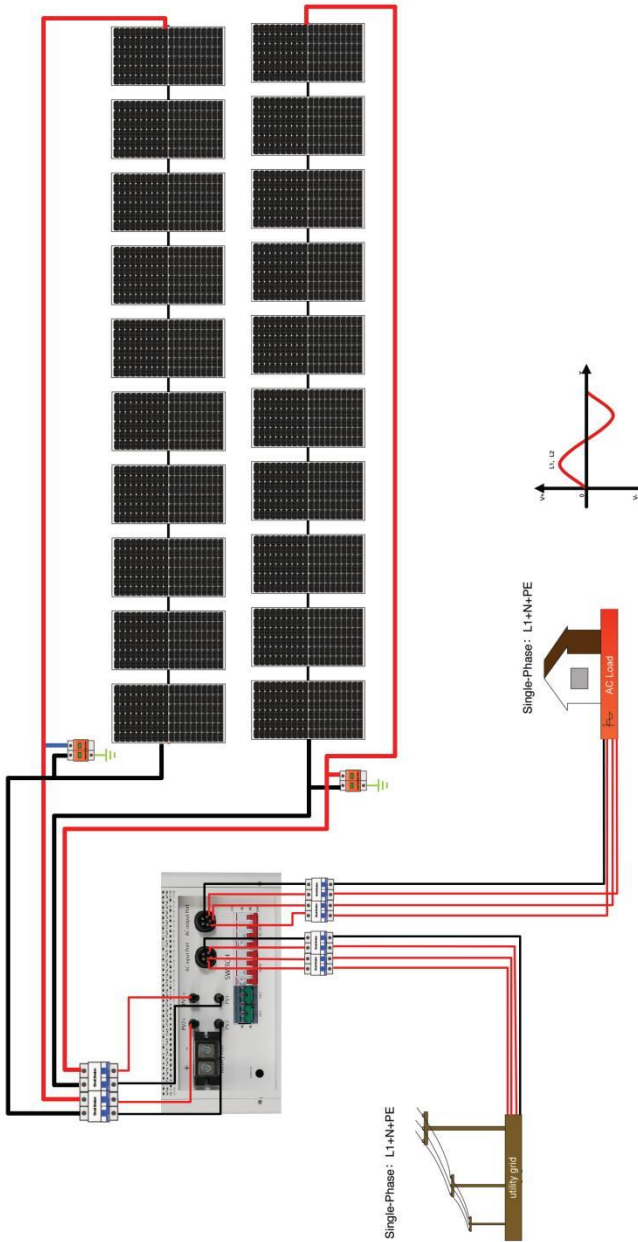 L1, L2
V+
0
T
V-
Single-Phase: L1+N+PE
AC Load
AC output Port
AC input Port
SWITCH
PV1
PV2+
+
-
Single-Phase: L1+N+PE
utility grid